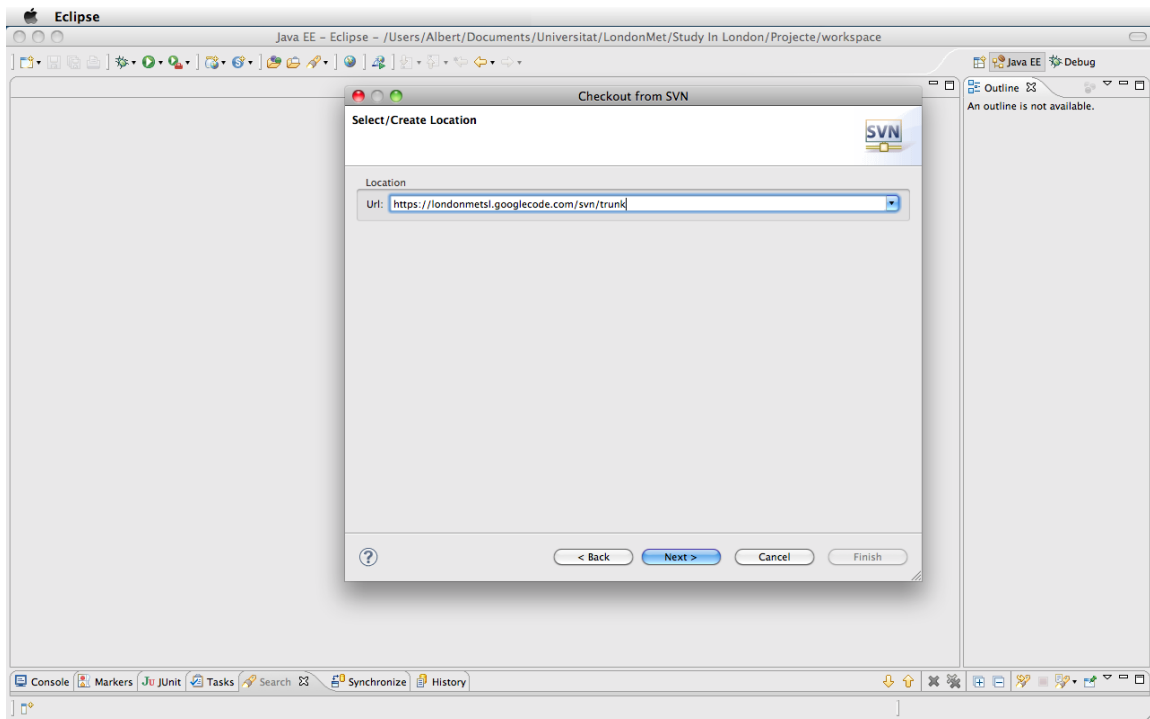 Eclipse
Java EE – Eclipse – /Users/Albert/Documents/Universitat/LondonMet/Study In London/Projecte/workspace
Java EE Debug
Outline
An outline is not available.
Checkout from SVN
Select/Create Location
SVN
Location
Url: https://londonmetsl.googlecode.com/svn/trunk
? < Back Next > Cancel Finish
Console Markers JUnit Tasks Search Synchronize History